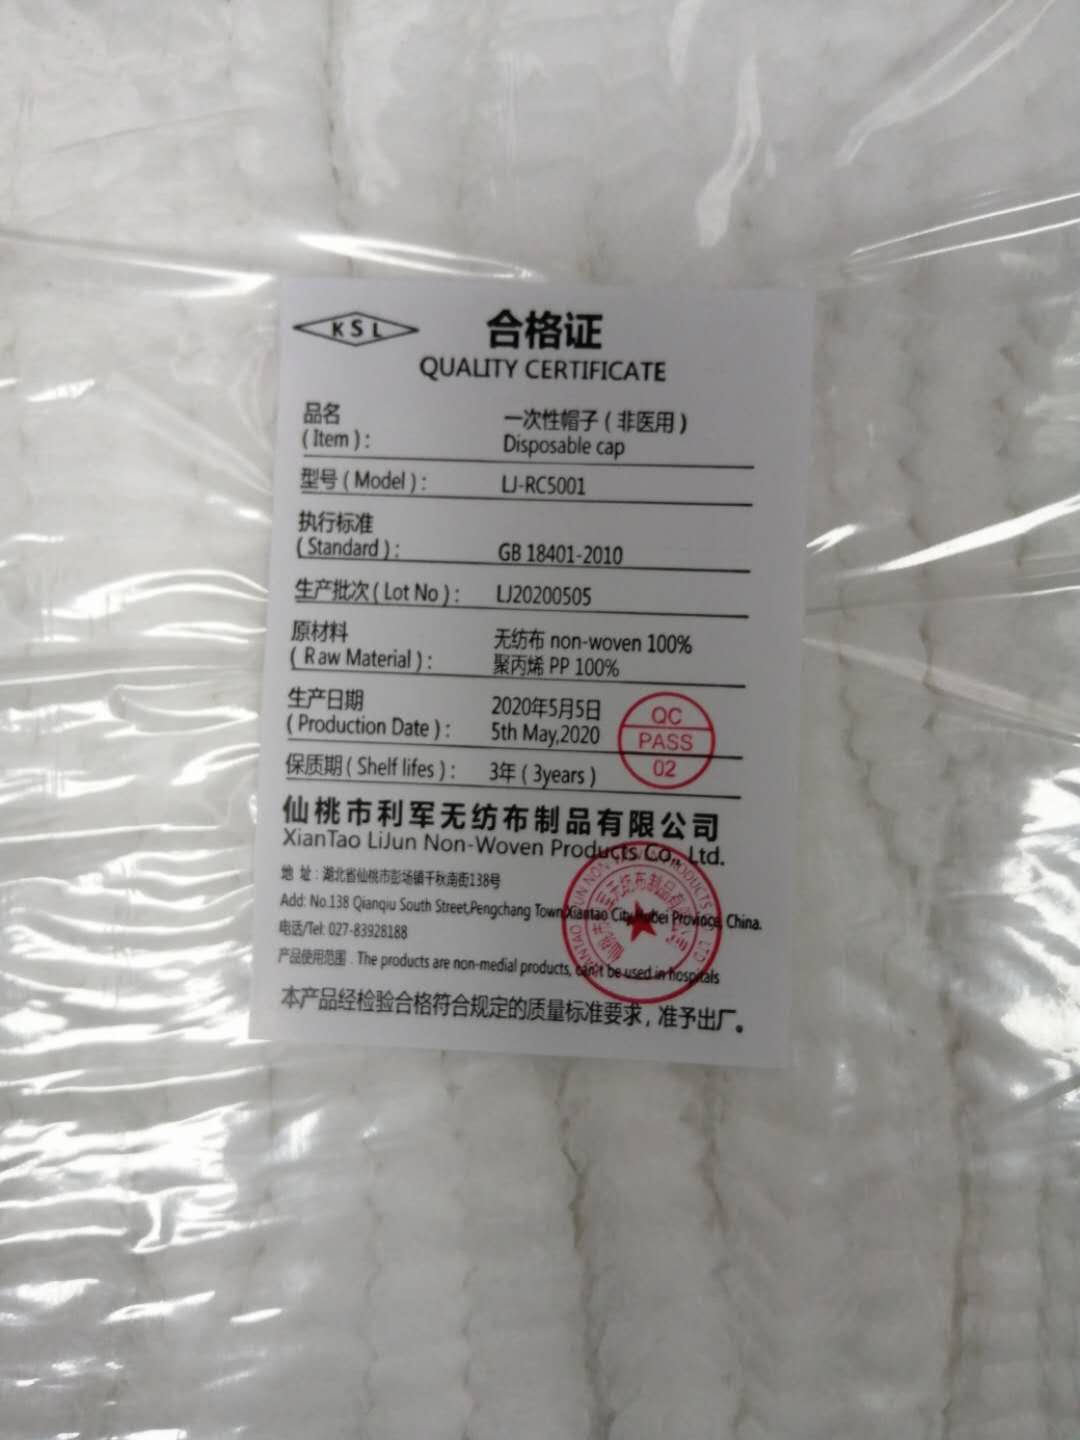 KSL
合格证
QUALITY CERTIFICATE
品名 一次性帽子（非医用）
(Item): Disposable cap
型号(Model): LJ-RC5001
执行标准
(Standard): GB 18401-2010
生产批次(Lot No): LJ20200505
原材料 无纺布 non-woven 100%
(Raw Material): 聚丙烯 PP 100%
生产日期 2020年5月5日
(Production Date): 5th May,2020
QC
PASS
02
保质期(Shelf lifes): 3年(3years)
仙桃市利军无纺布制品有限公司
XianTao LiJun Non-Woven Products Co., Ltd.
地 址:湖北省仙桃市彭场镇千秋南街138号
Add: No.138 Qianqiu South Street,Pengchang Town,Xiantao City,Hubei Province, China.
电话/Tel: 027-83928188
产品使用范围 . The products are non-medial products, can't be used in hospitals
本产品经检验合格符合规定的质量标准要求，准予出厂。